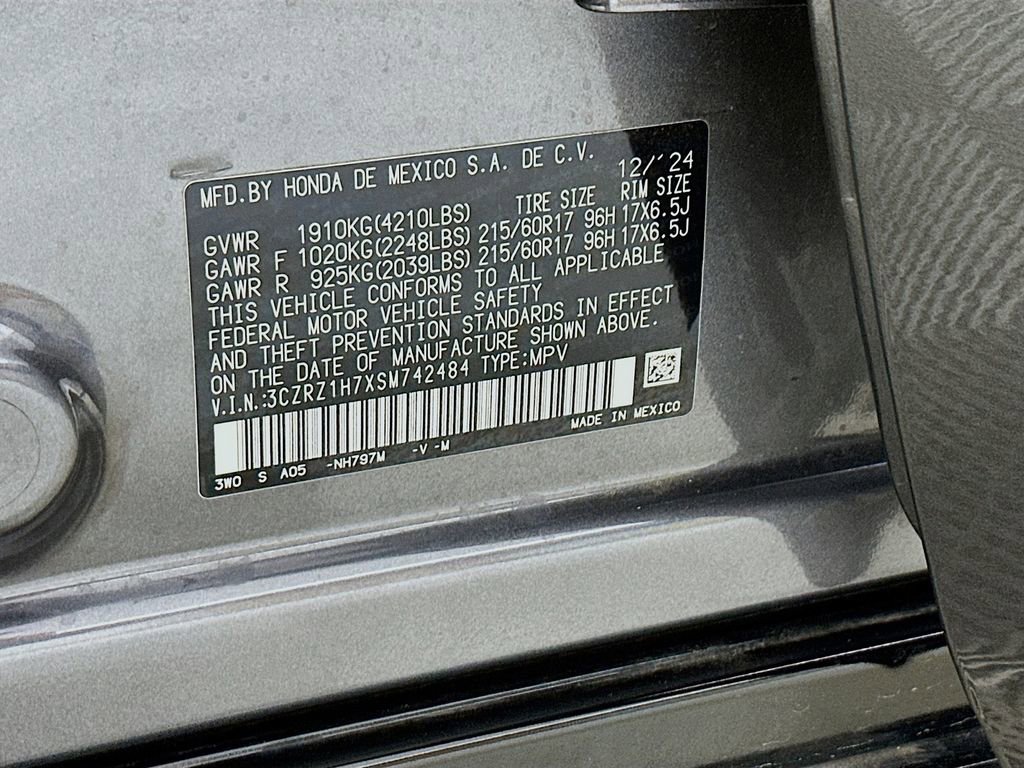 MFD.BY HONDA DE MEXICO S.A. DE C.V. 12/'24
TIRE SIZE RIM SIZE
GVWR 1910KG(4210LBS)
GAWR F 1020KG(2248LBS) 215/60R17 96H 17X6.5J
GAWR R 925KG(2039LBS) 215/60R17 96H 17X6.5J
THIS VEHICLE CONFORMS TO ALL APPLICABLE
FEDERAL MOTOR VEHICLE SAFETY
AND THEFT PREVENTION STANDARDS IN EFFECT
ON THE DATE OF MANUFACTURE SHOWN ABOVE.
V.I.N.:3CZRZ1H7XSM742484 TYPE:MPV
MADE IN MEXICO
3W0 S A05 -NH797M -V -M